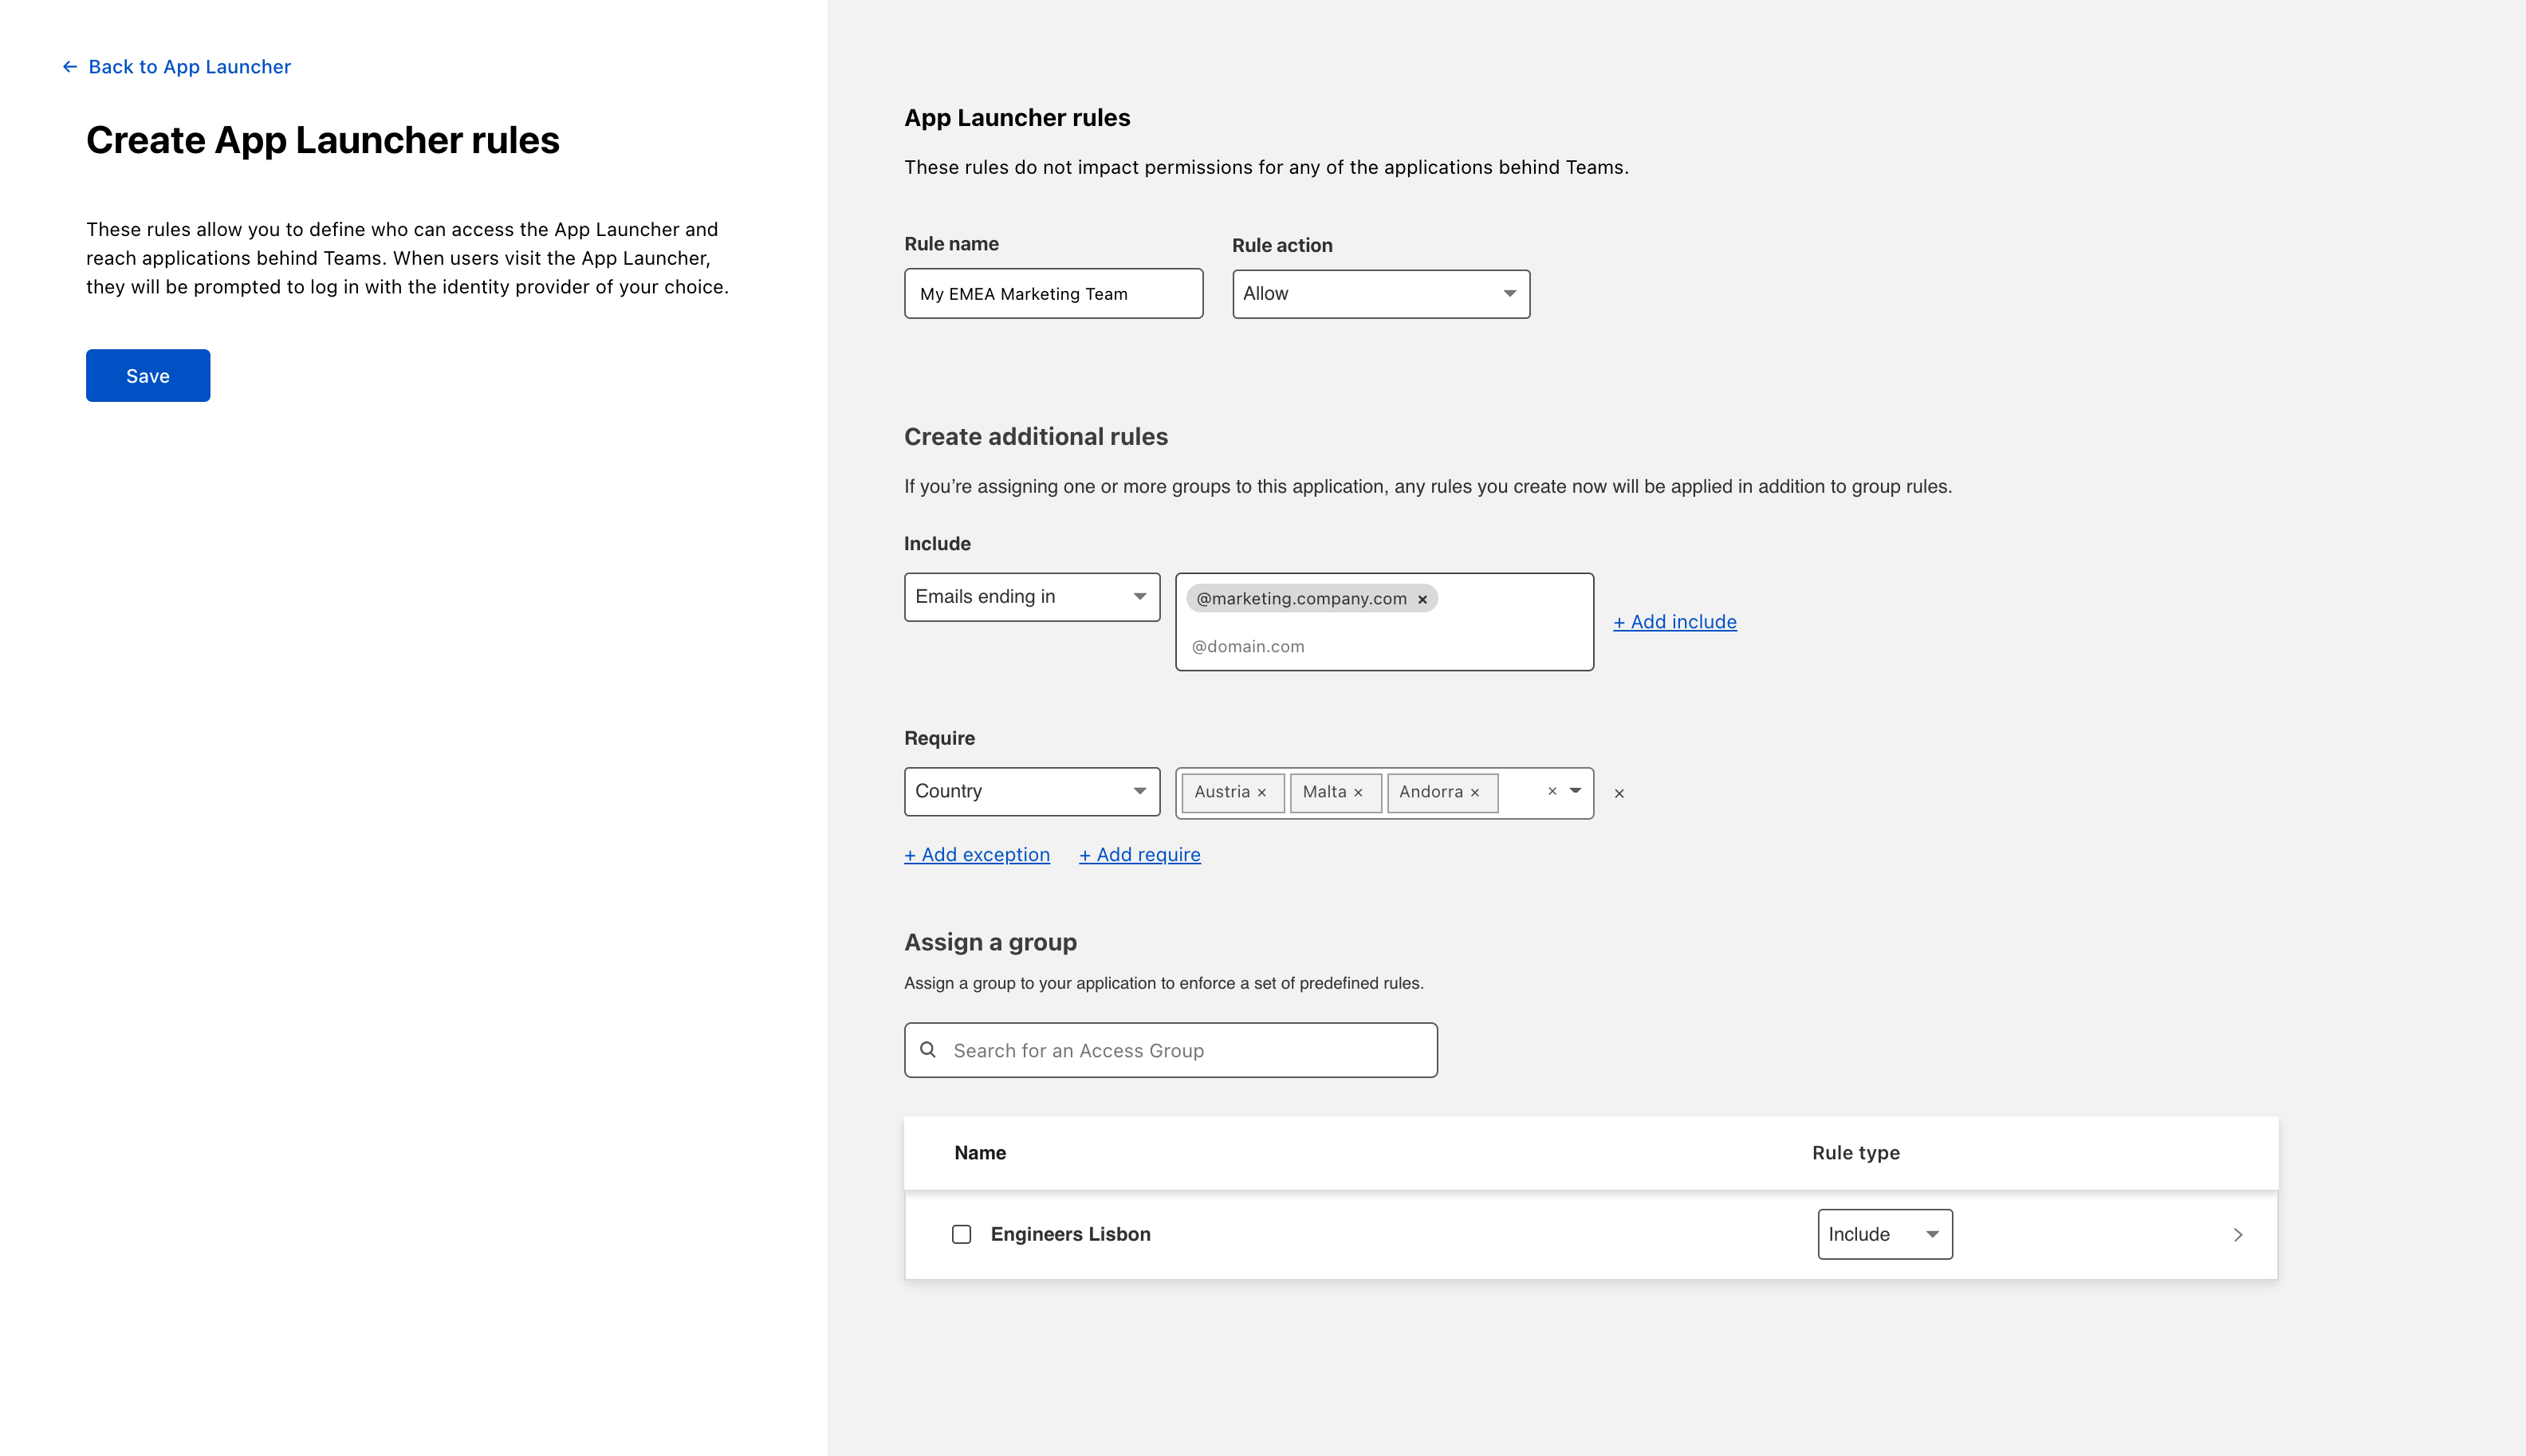 ← Back to App Launcher
Create App Launcher rules
These rules allow you to define who can access the App Launcher and
reach applications behind Teams. When users visit the App Launcher,
they will be prompted to log in with the identity provider of your choice.
Save
App Launcher rules
These rules do not impact permissions for any of the applications behind Teams.
Rule name
Rule action
My EMEA Marketing Team
Allow
Create additional rules
If you’re assigning one or more groups to this application, any rules you create now will be applied in addition to group rules.
Include
Emails ending in
@marketing.company.com ×
@domain.com
+ Add include
Require
Country
Austria × Malta × Andorra × × ×
+ Add exception + Add require
Assign a group
Assign a group to your application to enforce a set of predefined rules.
Search for an Access Group
Name Rule type
Engineers Lisbon Include